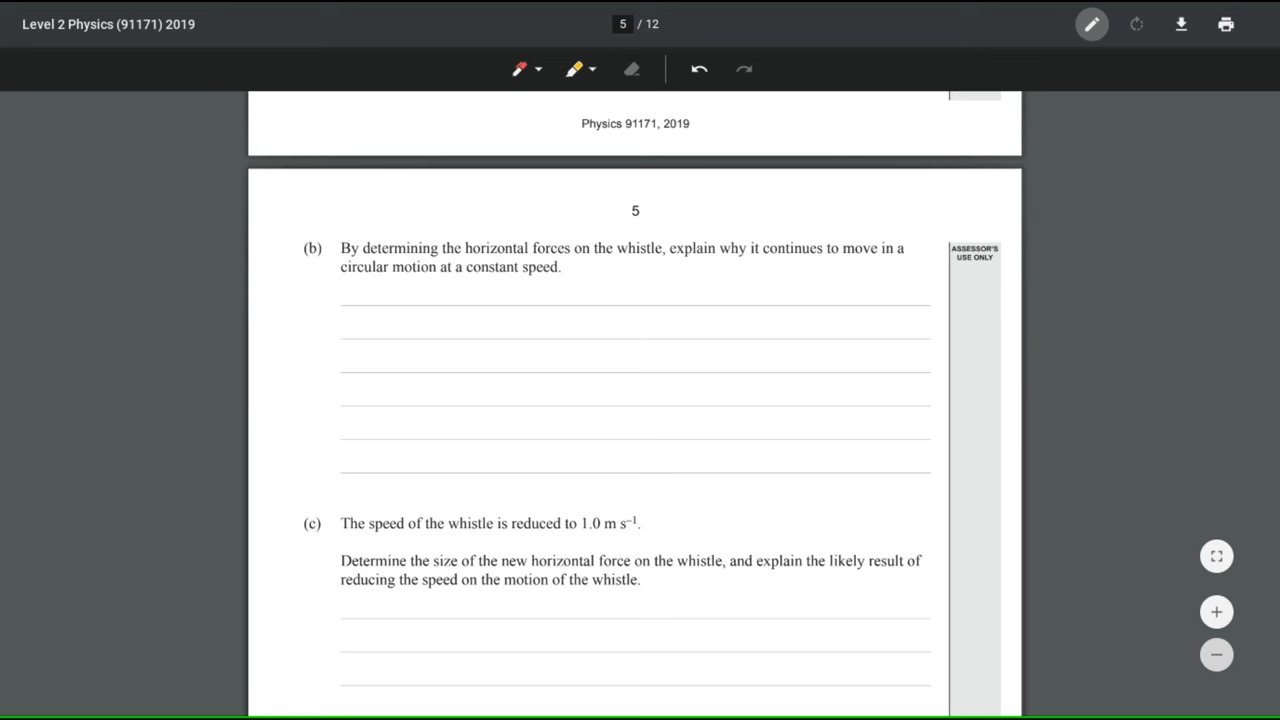 Level 2 Physics (91171) 2019
5 / 12
Physics 91171, 2019
5
(b) By determining the horizontal forces on the whistle, explain why it continues to move in a
circular motion at a constant speed.
ASSESSOR'S
USE ONLY
(c) The speed of the whistle is reduced to 1.0 m s⁻¹.
Determine the size of the new horizontal force on the whistle, and explain the likely result of
reducing the speed on the motion of the whistle.